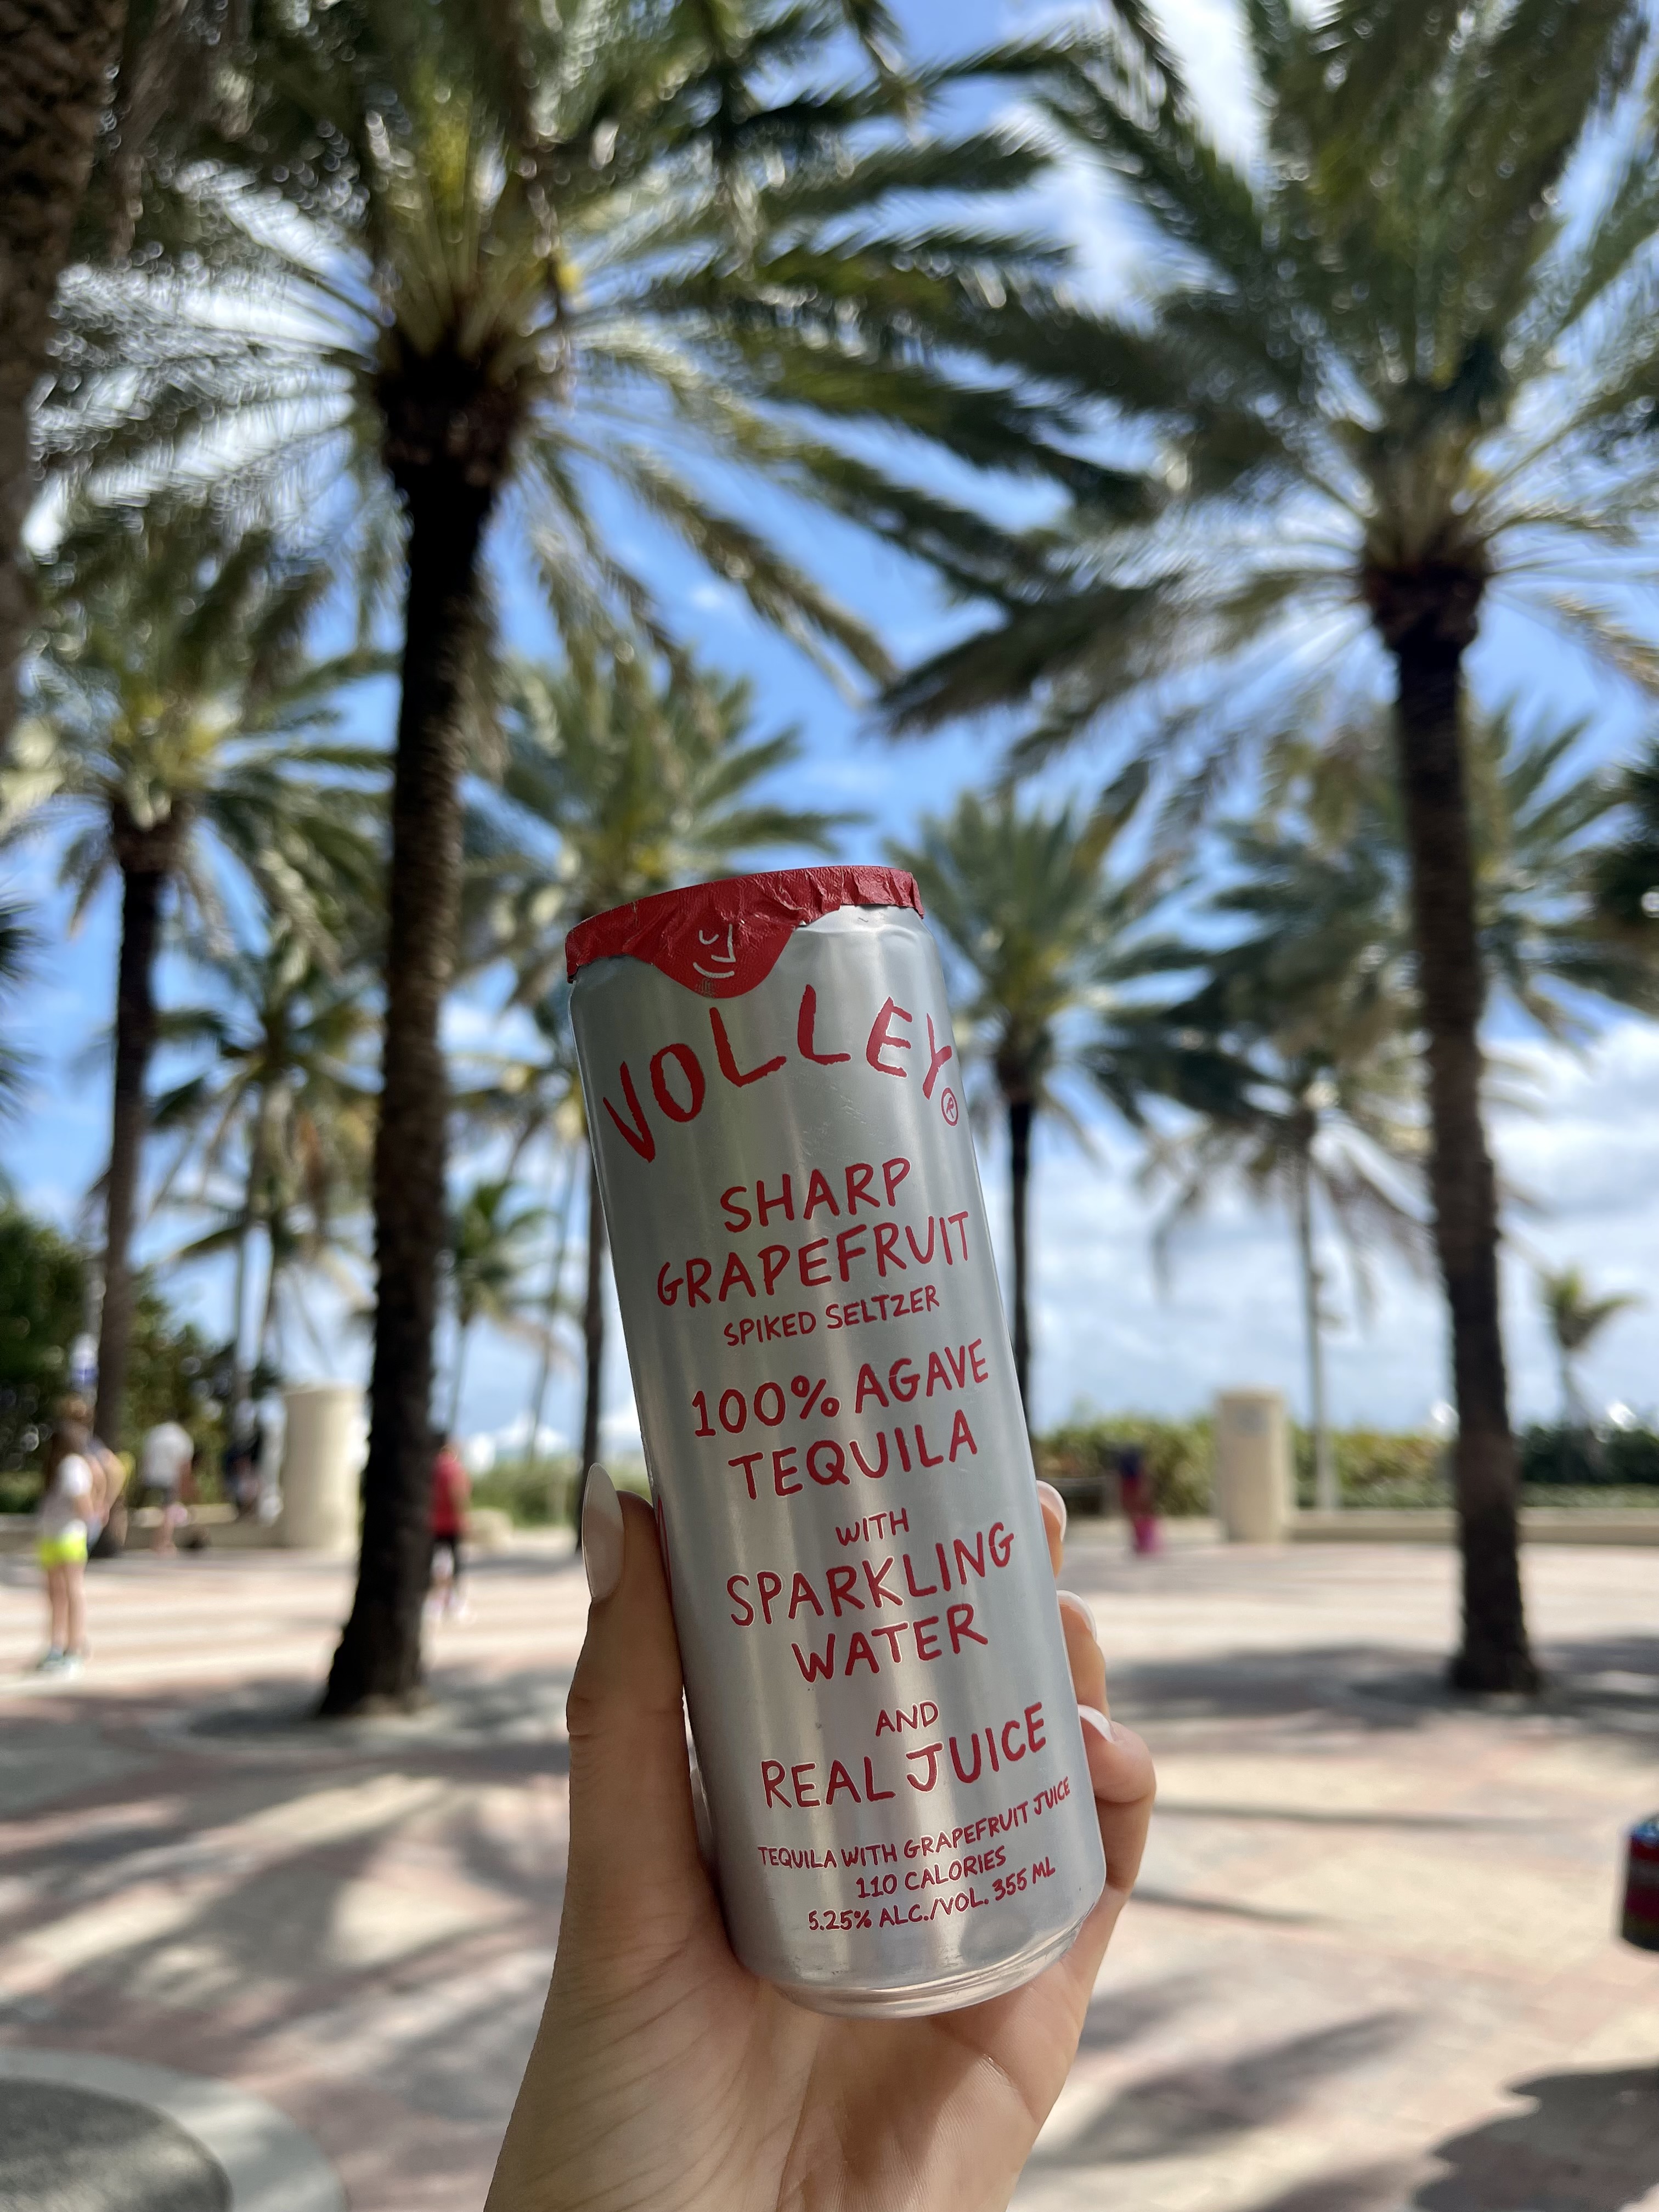 VOLLEY®
SHARP
GRAPEFRUIT
SPIKED SELTZER
100% AGAVE
TEQUILA
WITH
SPARKLING
WATER
AND
REAL JUICE
TEQUILA WITH GRAPEFRUIT JUICE
110 CALORIES
5.25% ALC./VOL. 355 ML